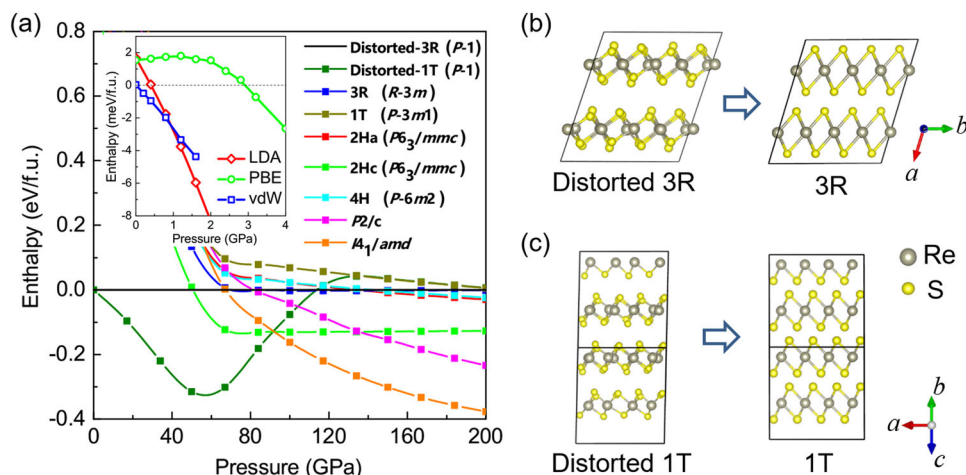 (a)
0.8
0.6
0.4
0.2
0.0
-0.2
-0.4
Enthalpy (eV/f.u.)
0
40
80
120
160
200
Pressure (GPa)
2
0
-2
-4
-6
-8
Enthalpy (meV/f.u.)
0
1
2
3
4
Pressure (GPa)
LDA
PBE
vdW
Distorted-3R (P-1)
Distorted-1T (P-1)
3R (R-3m)
1T (P-3m1)
2Ha (P63/mmc)
2Hc (P63/mmc)
4H (P-6m2)
P2/c
I41/amd
(b)
Distorted 3R
3R
b
a
(c)
Distorted 1T
1T
Re
S
b
a
c